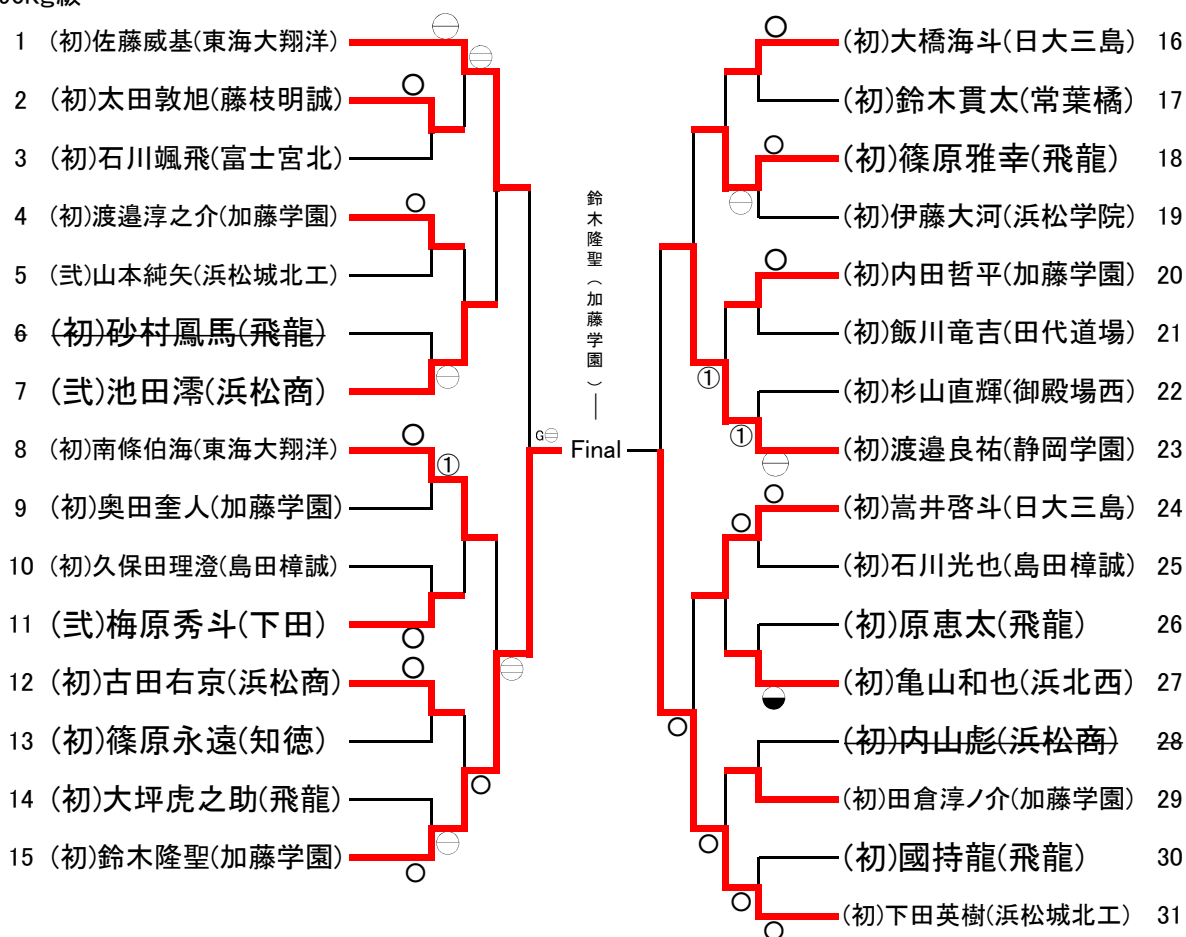 1 (初)佐藤威基(東海大翔洋)
2 (初)太田敦旭(藤枝明誠)
3 (初)石川颯飛(富士宮北)
4 (初)渡邉淳之介(加藤学園)
5 (弐)山本純矢(浜松城北工)
6 (初)砂村鳳馬(飛龍)
7 (弐)池田澪(浜松商)
8 (初)南條伯海(東海大翔洋)
9 (初)奥田奎人(加藤学園)
10 (初)久保田理澄(島田樟誠)
11 (弐)梅原秀斗(下田)
12 (初)古田右京(浜松商)
13 (初)篠原永遠(知徳)
14 (初)大坪虎之助(飛龍)
15 (初)鈴木隆聖(加藤学園)
①
G
鈴木隆聖(加藤学園)
Final
①
①
(初)大橋海斗(日大三島) 16
(初)鈴木貫太(常葉橘) 17
(初)篠原雅幸(飛龍) 18
(初)伊藤大河(浜松学院) 19
(初)内田哲平(加藤学園) 20
(初)飯川竜吉(田代道場) 21
(初)杉山直輝(御殿場西) 22
(初)渡邉良祐(静岡学園) 23
(初)嵩井啓斗(日大三島) 24
(初)石川光也(島田樟誠) 25
(初)原恵太(飛龍) 26
(初)亀山和也(浜北西) 27
(初)内山彪(浜松商) 28
(初)田倉淳ノ介(加藤学園) 29
(初)國持龍(飛龍) 30
(初)下田英樹(浜松城北工) 31